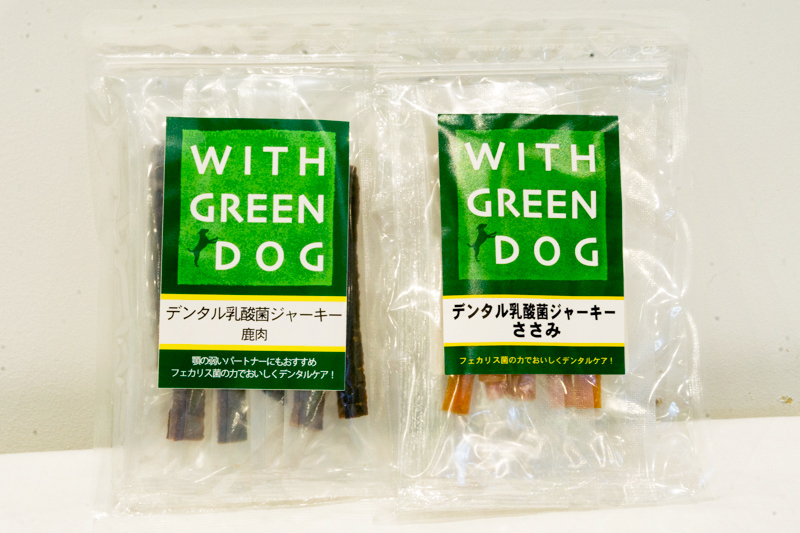 WITH
GREEN
DOG
デンタル乳酸菌ジャーキー
鹿肉
顎の弱いパートナーにもおすすめ
フェカリス菌の力でおいしくデンタルケア！
WITH
GREEN
DOG
デンタル乳酸菌ジャーキー
ささみ
フェカリス菌の力でおいしくデンタルケア！